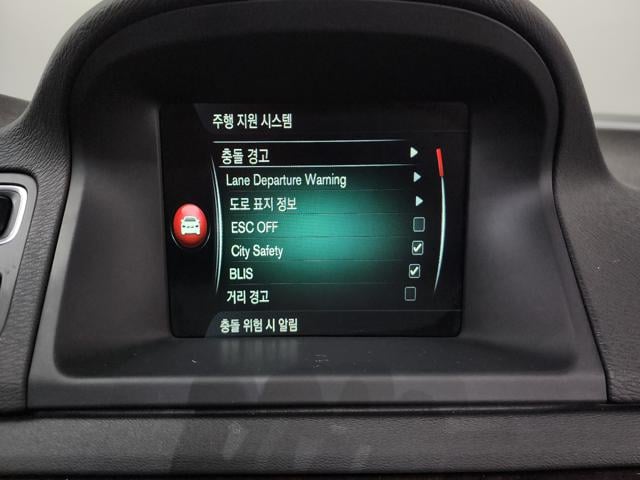 주행 지원 시스템
충돌 경고
Lane Departure Warning
도로 표지 정보
ESC OFF
City Safety
BLIS
거리 경고
충돌 위험 시 알림